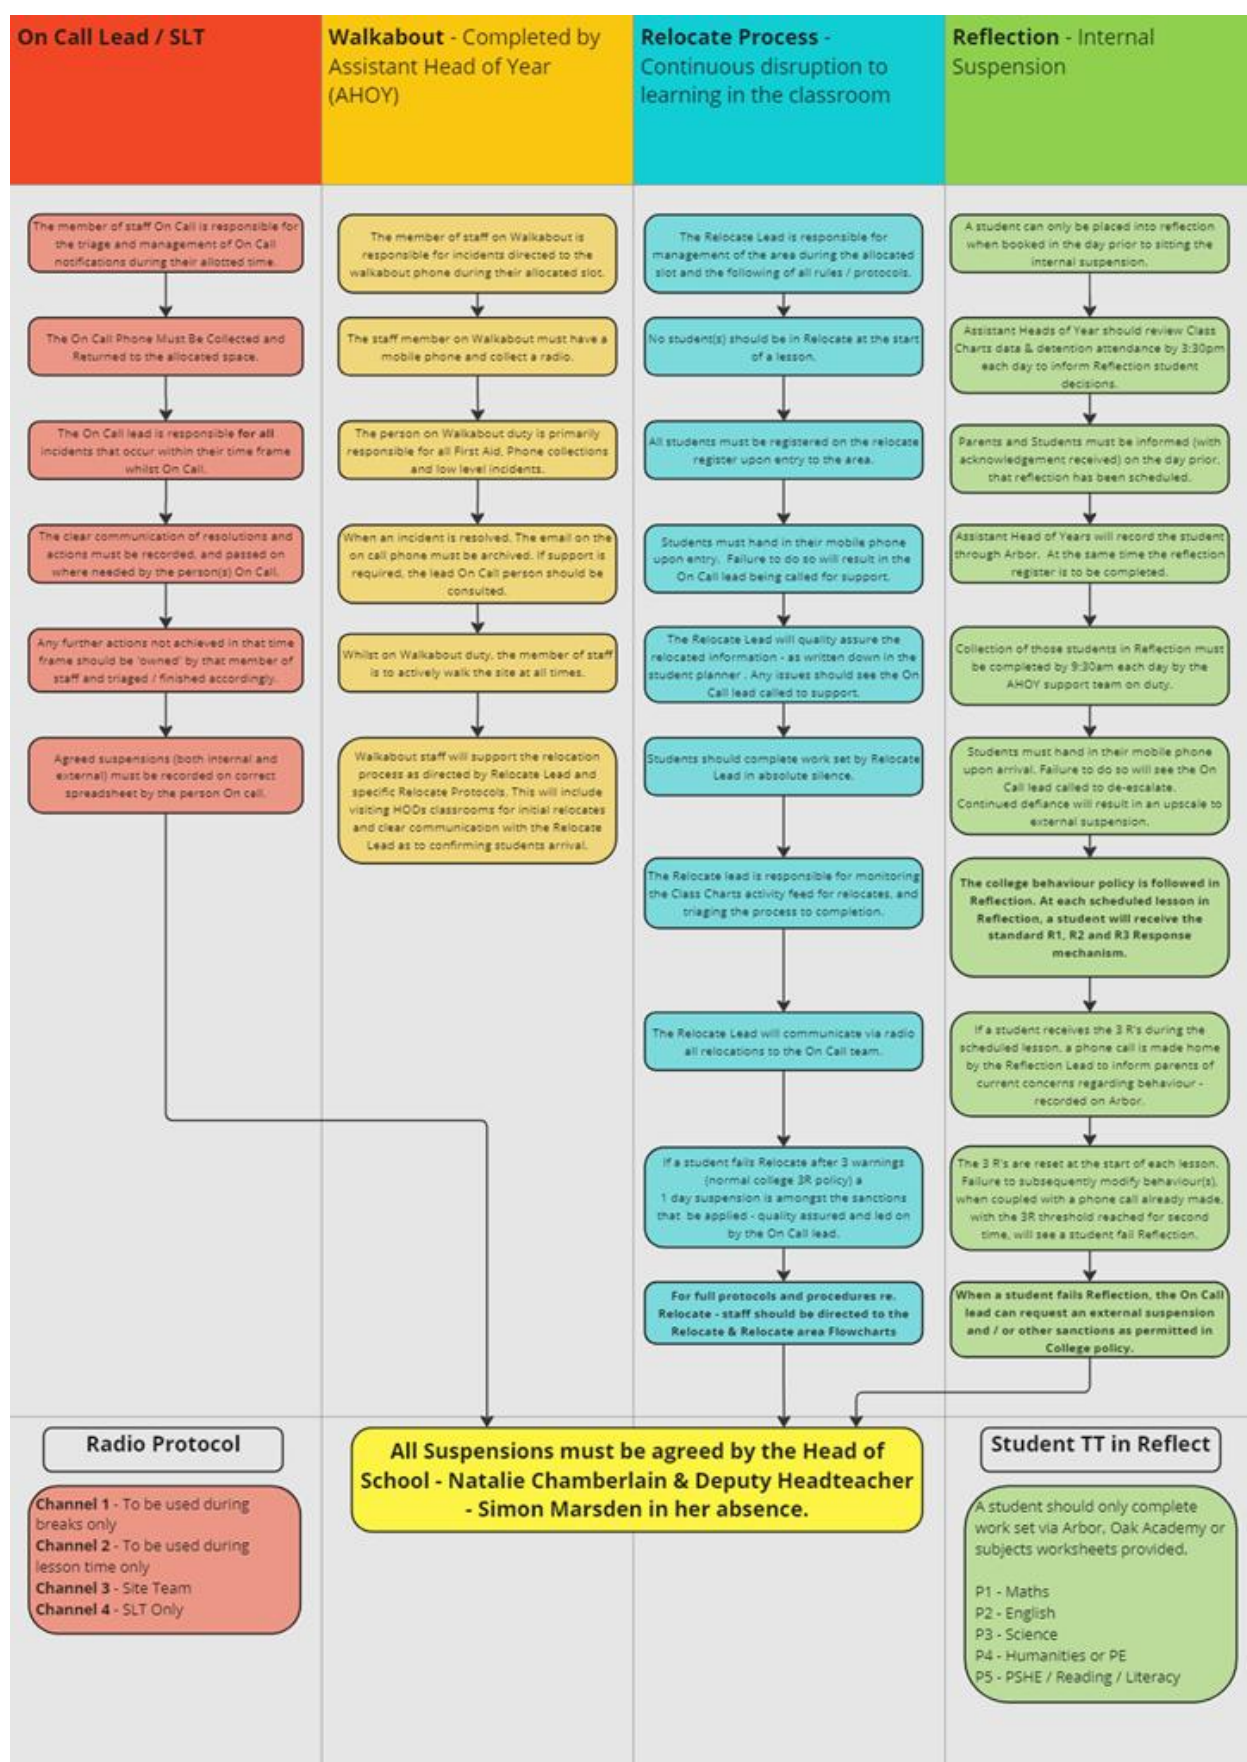 On Call Lead / SLT
The member of staff On Call is responsible for
the triage and management of On Call
notifications during their allotted time.
The On Call Phone Must Be Collected and
Returned to the allocated space.
The On Call lead is responsible for all
incidents that occur within their time frame
whilst On Call.
The clear communication of resolutions and
actions must be recorded, and passed on
where needed by the person(s) On Call.
Any further actions not achieved in that time
frame should be 'owned' by that member of
staff and triaged / finished accordingly.
Agreed suspensions (both internal and
external) must be recorded on correct
spreadsheet by the person On call.
Walkabout - Completed by
Assistant Head of Year
(AHOY)
The member of staff on Walkabout is
responsible for incidents directed to the
walkabout phone during their allocated slot.
The staff member on Walkabout must have a
mobile phone and collect a radio.
The person on Walkabout duty is primarily
responsible for all First Aid, Phone collections
and low level incidents.
When an incident is resolved. The email on the
on call phone must be archived. if support is
required, the lead On Call person should be
consulted.
Whilst on Walkabout duty, the member of staff
is to actively walk the site at all times.
Walkabout staff will support the relocation
process as directed by Relocate Lead and
specific Relocate Protocols. This will include
visiting HODs classrooms for initial relocates
and clear communication with the Relocate
Lead as to confirming students arrival.
Relocate Process -
Continuous disruption to
learning in the classroom
The Relocate Lead is responsible for
management of the area during the allocated
slot and the following of all rules / protocols.
No student(s) should be in Relocate at the start
of a lesson.
All students must be registered on the relocate
register upon entry to the area.
Students must hand in their mobile phone
upon entry. Failure to do so will result in the
On Call lead being called for support.
The Relocate Lead will quality assure the
relocated information - as written down in the
student planner . Any issues should see the On
Call lead called to support.
Students should complete work set by Relocate
Lead in absolute silence.
The Relocate lead is responsible for monitoring
the Class Charts activity feed for relocates, and
triaging the process to completion.
The Relocate Lead will communicate via radio
all relocations to the On Call team.
If a student fails Relocate after 3 warnings
(normal college 3R policy) a
1 day suspension is amongst the sanctions
that be applied - quality assured and led on
by the On Call lead.
For full protocols and procedures re.
Relocate - staff should be directed to the
Relocate & Relocate area Flowcharts
Reflection - Internal
Suspension
A student can only be placed into reflection
when booked in the day prior to sitting the
internal suspension.
Assistant Heads of Year should review Class
Charts data & detention attendance by 3:30pm
each day to inform Reflection student
decisions.
Parents and Students must be informed (with
acknowledgement received) on the day prior,
that reflection has been scheduled.
Assistant Head of Years will record the student
through Arbor. At the same time the reflection
register is to be completed.
Collection of those students in Reflection must
be completed by 9:30am each day by the
AHOY support team on duty.
Students must hand in their mobile phone
upon arrival. Failure to do so will see the On
Call lead called to de-escalate.
Continued defiance will result in an upscale to
external suspension.
The college behaviour policy is followed in
Reflection. At each scheduled lesson in
Reflection, a student will receive the
standard R1, R2 and R3 Response
mechanism.
If a student receives the 3 R's during the
scheduled lesson, a phone call is made home
by the Reflection Lead to inform parents of
current concerns regarding behaviour -
recorded on Arbor.
The 3 R's are reset at the start of each lesson.
Failure to subsequently modify behaviour(s),
when coupled with a phone call already made,
with the 3R threshold reached for second
time, will see a student fail Reflection.
When a student fails Reflection, the On Call
lead can request an external suspension
and / or other sanctions as permitted in
College policy.
Radio Protocol
Channel 1 - To be used during
breaks only
Channel 2 - To be used during
lesson time only
Channel 3 - Site Team
Channel 4 - SLT Only
All Suspensions must be agreed by the Head of
School - Natalie Chamberlain & Deputy Headteacher
- Simon Marsden in her absence.
Student TT in Reflect
A student should only complete
work set via Arbor, Oak Academy or
subjects worksheets provided.
P1 - Maths
P2 - English
P3 - Science
P4 - Humanities or PE
P5 - PSHE / Reading / Literacy